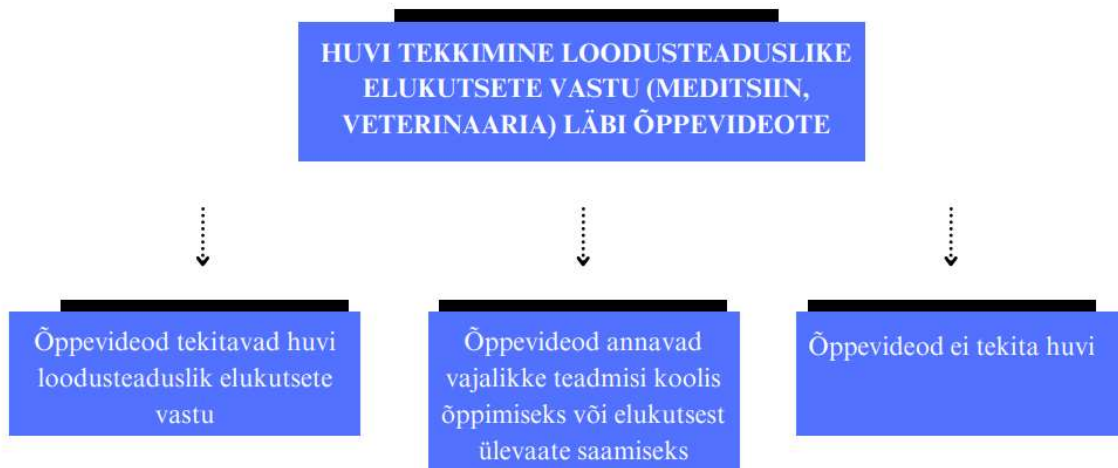 HUVI TEKKIMINE LOODUSTEADUSLIKE
ELUKUTSETE VASTU (MEDITSIIN,
VETERINAARIA) LÄBI ÕPPEVIDEOTE
Õppevideod tekitavad huvi
loodusteaduslik elukutsete
vastu
Õppevideod annavad
vajalikke teadmisi koolis
õppimiseks või elukutsest
ülevaate saamiseks
Õppevideod ei tekita huvi